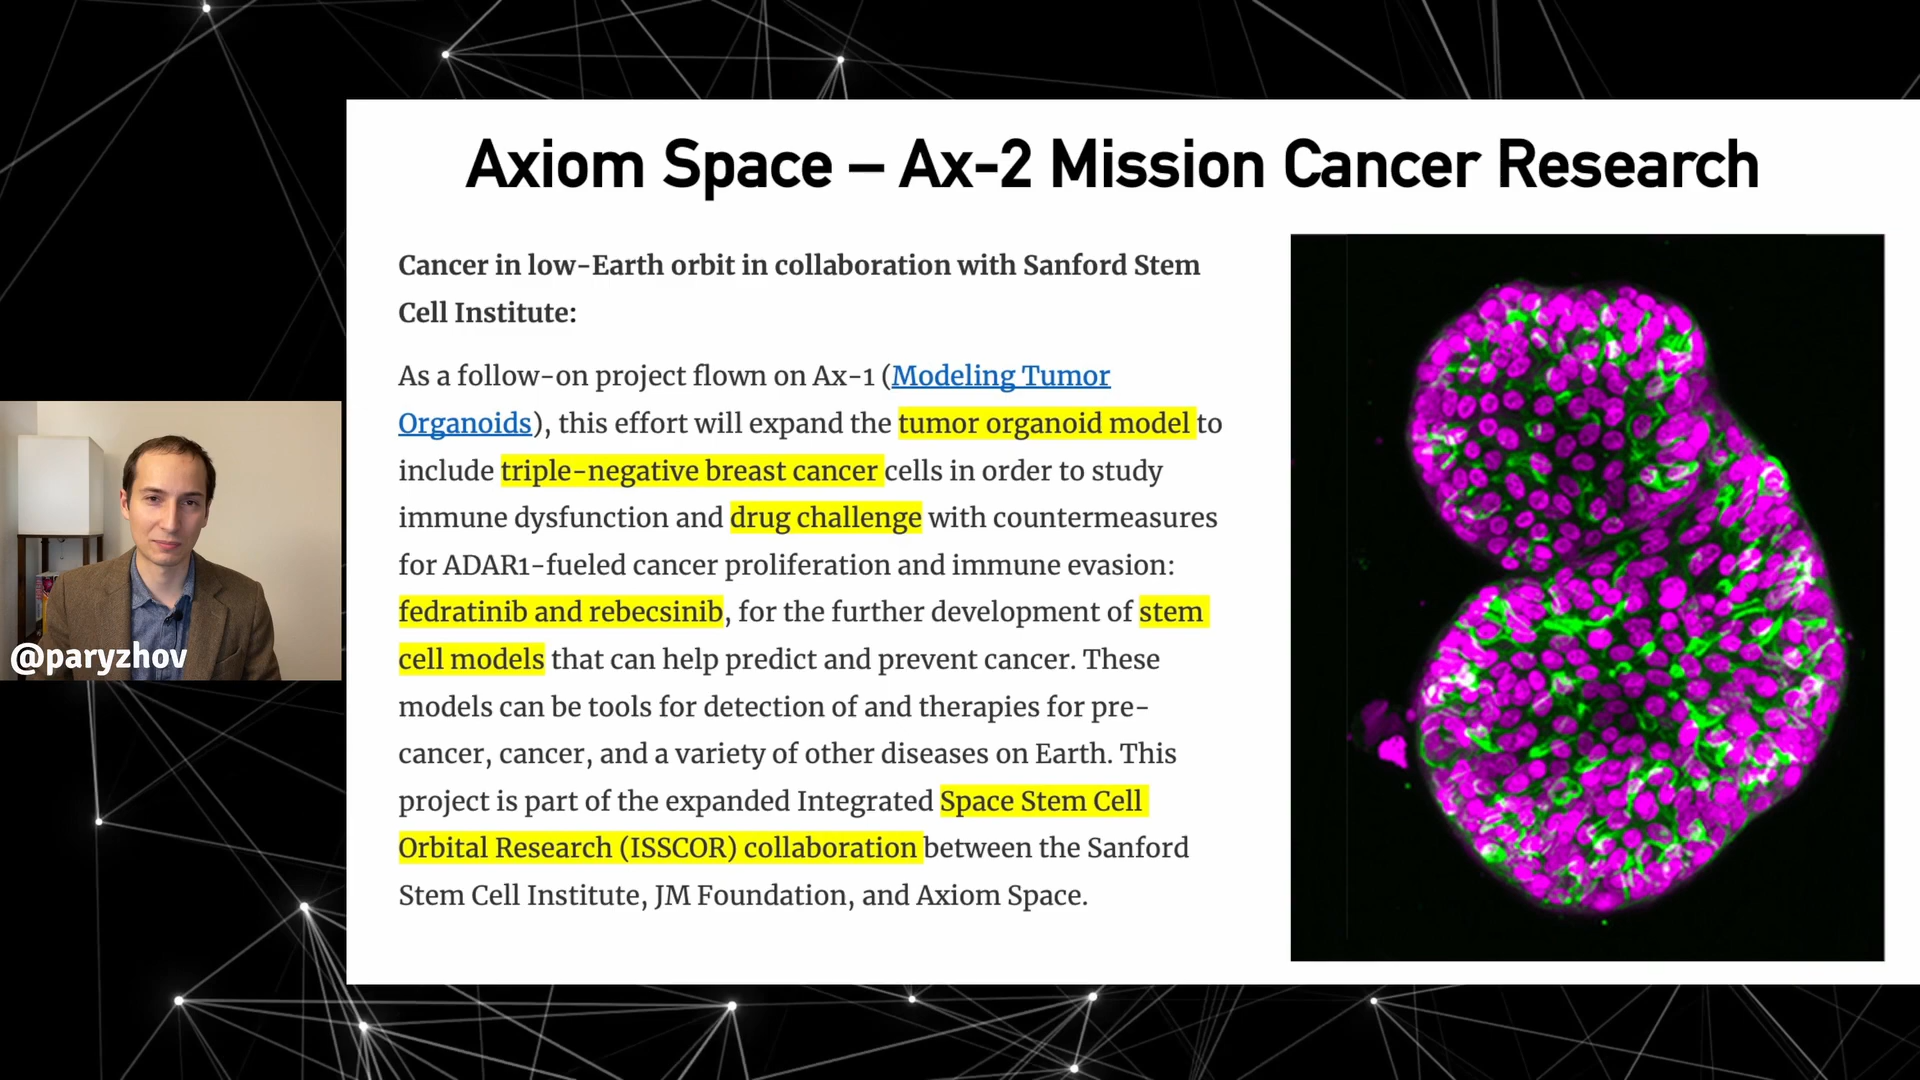 Axiom Space – Ax-2 Mission Cancer Research
Cancer in low-Earth orbit in collaboration with Sanford Stem
Cell Institute:
As a follow-on project flown on Ax-1 (Modeling Tumor
Organoids), this effort will expand the tumor organoid model to
include triple-negative breast cancer cells in order to study
immune dysfunction and drug challenge with countermeasures
for ADAR1-fueled cancer proliferation and immune evasion:
fedratinib and rebecsinib, for the further development of stem
cell models that can help predict and prevent cancer. These
models can be tools for detection of and therapies for pre-
cancer, cancer, and a variety of other diseases on Earth. This
project is part of the expanded Integrated Space Stem Cell
Orbital Research (ISSCOR) collaboration between the Sanford
Stem Cell Institute, JM Foundation, and Axiom Space.
@paryzhov